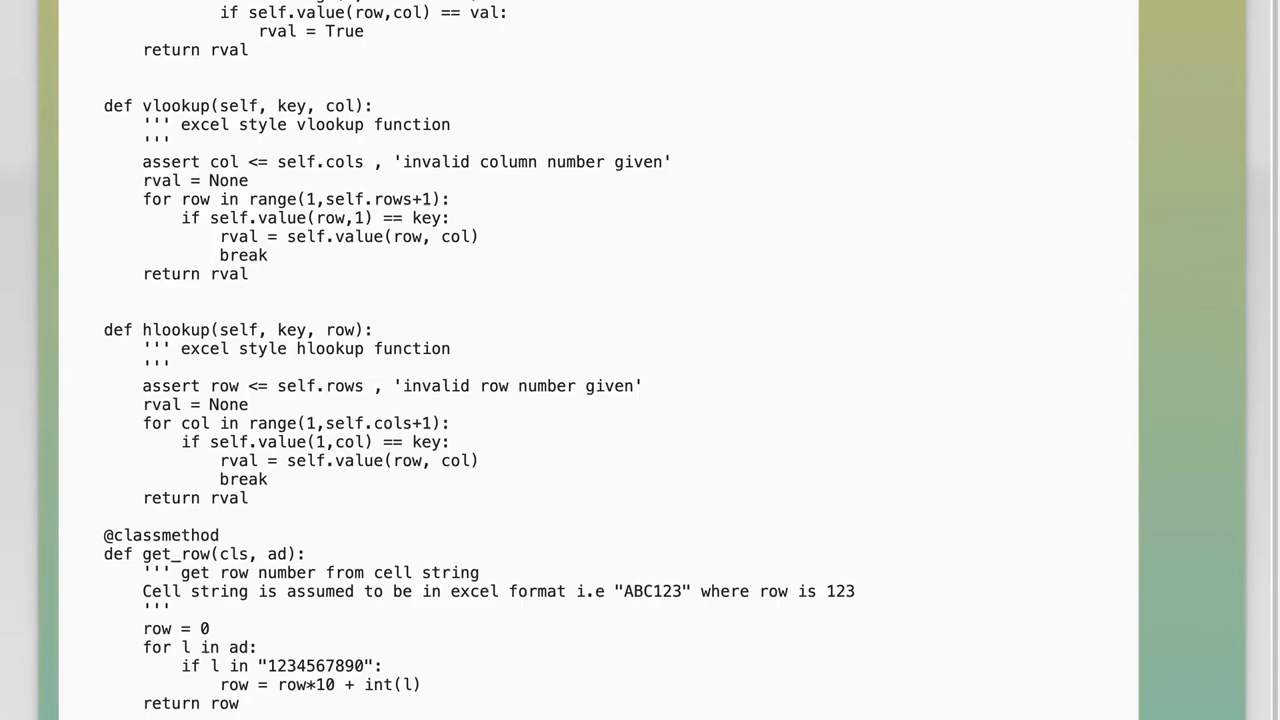 if self.value(row,col) == val:
rval = True
return rval
def vlookup(self, key, col):
''' excel style vlookup function
'''
assert col <= self.cols , 'invalid column number given'
rval = None
for row in range(1,self.rows+1):
if self.value(row,1) == key:
rval = self.value(row, col)
break
return rval
def hlookup(self, key, row):
''' excel style hlookup function
'''
assert row <= self.rows , 'invalid row number given'
rval = None
for col in range(1,self.cols+1):
if self.value(1,col) == key:
rval = self.value(row, col)
break
return rval
@classmethod
def get_row(cls, ad):
''' get row number from cell string
Cell string is assumed to be in excel format i.e "ABC123" where row is 123
'''
row = 0
for l in ad:
if l in "1234567890":
row = row*10 + int(l)
return row